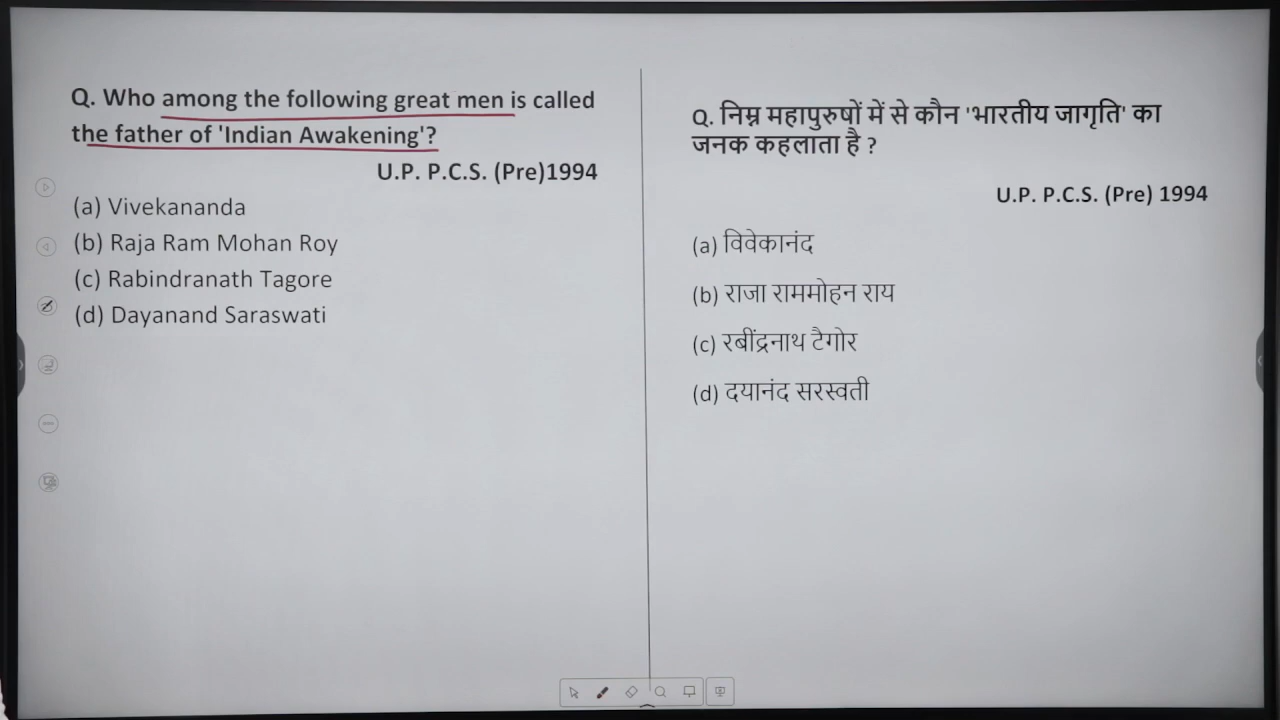 Q. Who among the following great men is called
the father of 'Indian Awakening'?
U.P. P.C.S. (Pre)1994
(a) Vivekananda
(b) Raja Ram Mohan Roy
(c) Rabindranath Tagore
(d) Dayanand Saraswati
Q. निम्न महापुरुषों में से कौन 'भारतीय जागृति' का
जनक कहलाता है ?
U.P. P.C.S. (Pre) 1994
(a) विवेकानंद
(b) राजा राममोहन राय
(c) रबींद्रनाथ टैगोर
(d) दयानंद सरस्वती